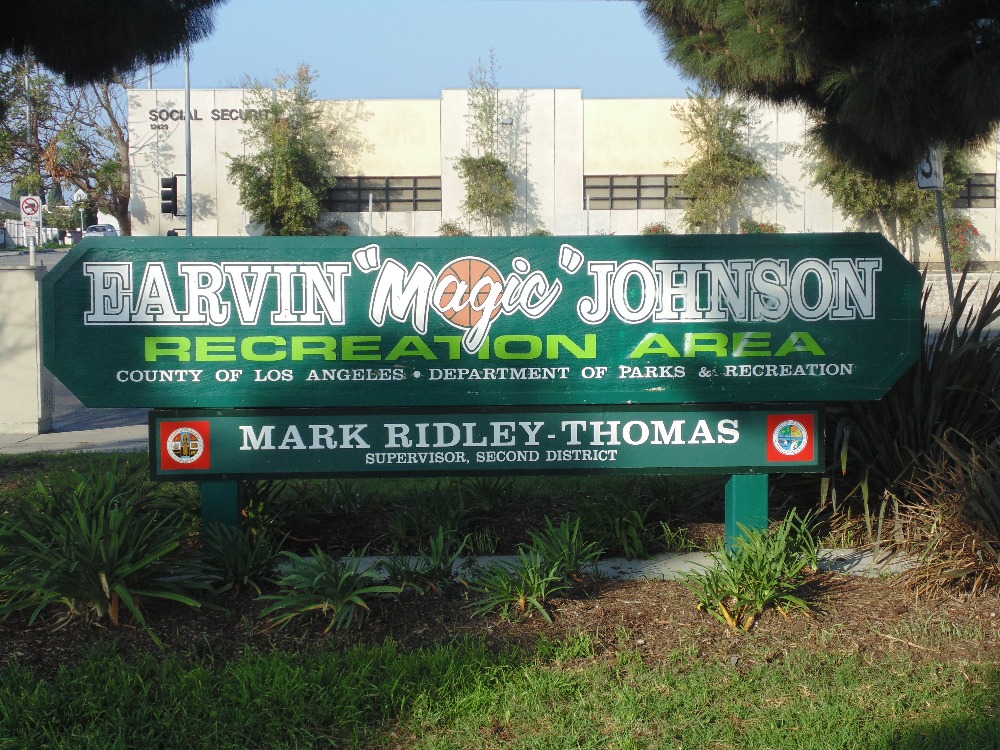 SOCIAL SECURITY
EARVIN "Magic" JOHNSON
RECREATION AREA
COUNTY OF LOS ANGELES • DEPARTMENT OF PARKS & RECREATION
MARK RIDLEY-THOMAS
SUPERVISOR, SECOND DISTRICT